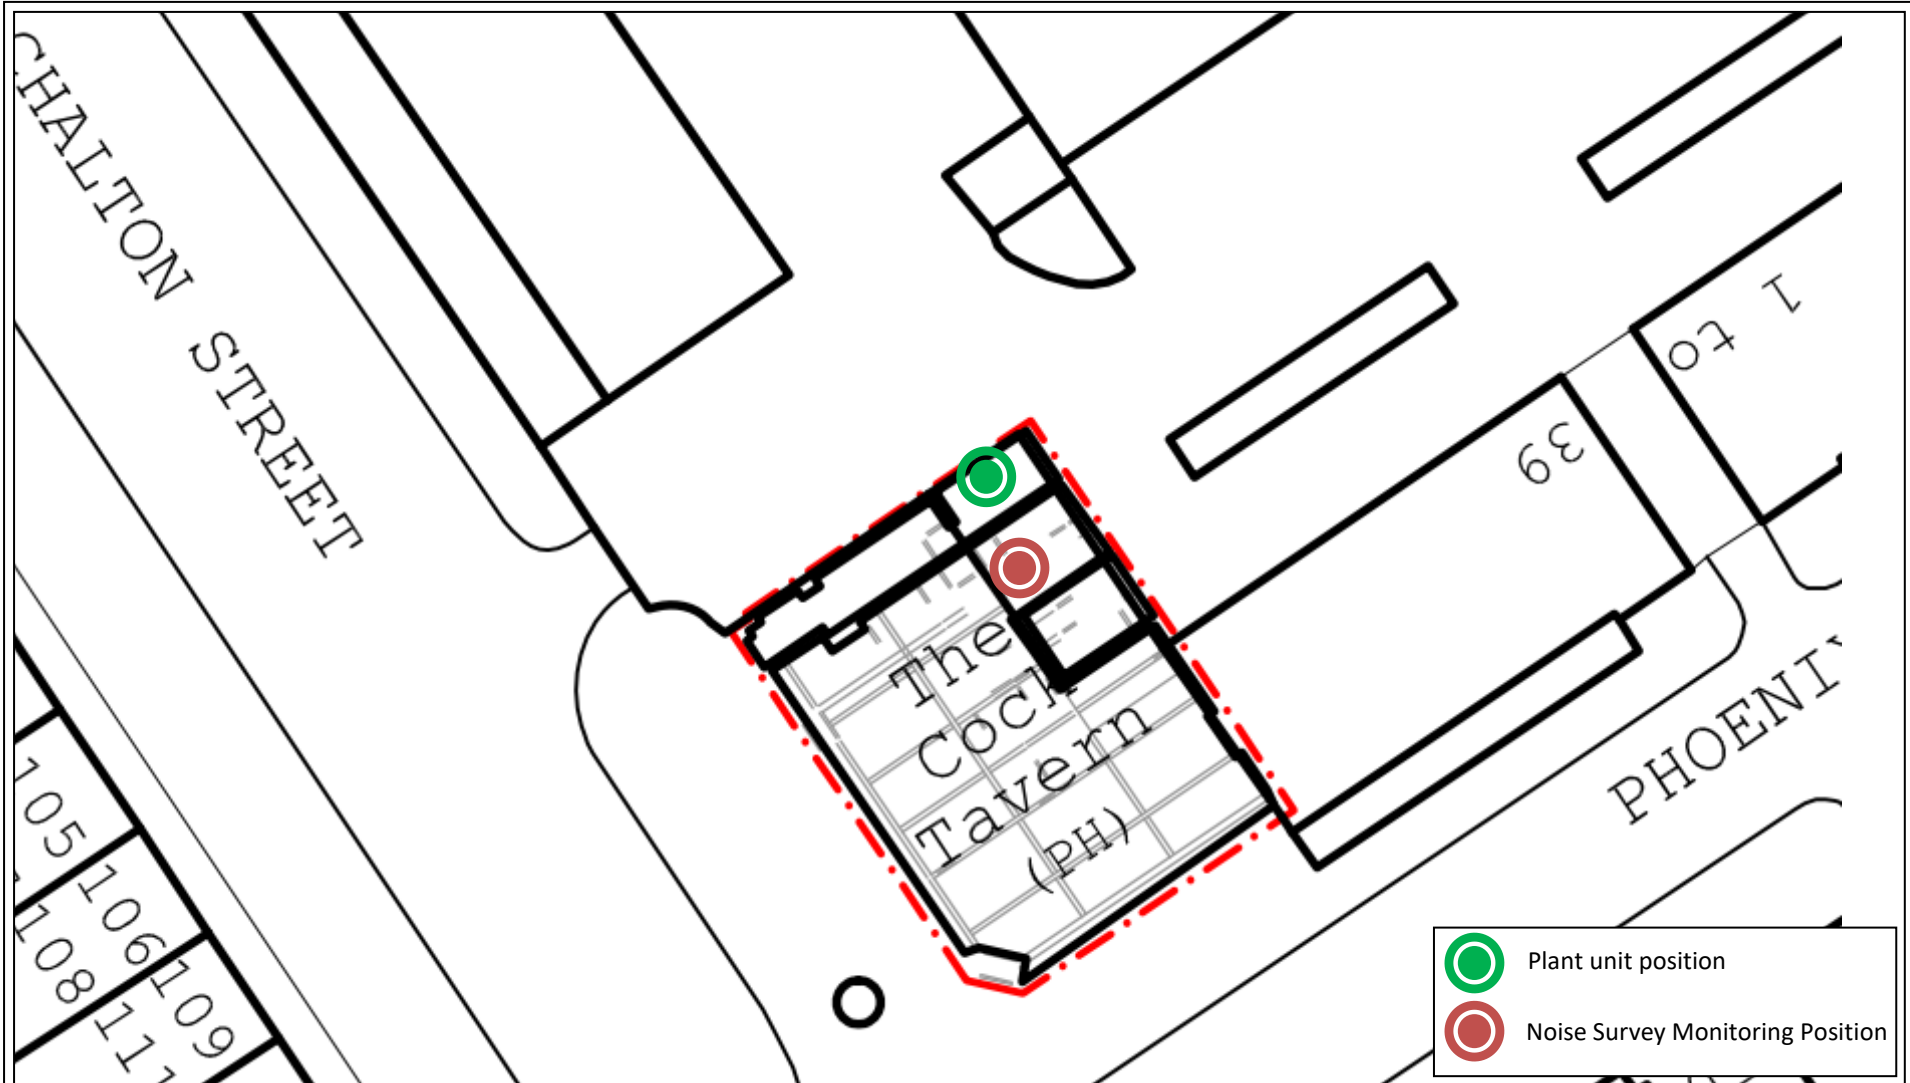 CHALTON STREET
1 to
39
The
Cock
Tavern
(PH)
105
106
108
109
111
Plant unit position
Noise Survey Monitoring Position